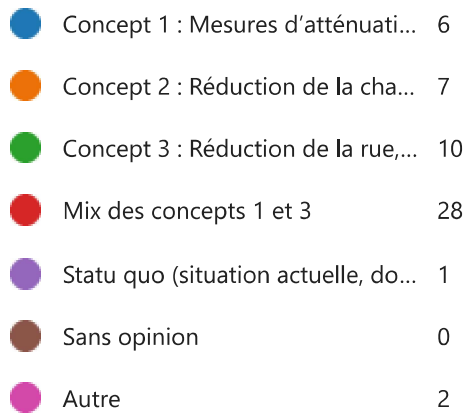 Concept 1 : Mesures d’atténuati... 6
Concept 2 : Réduction de la cha... 7
Concept 3 : Réduction de la rue,... 10
Mix des concepts 1 et 3 28
Statu quo (situation actuelle, do... 1
Sans opinion 0
Autre 2